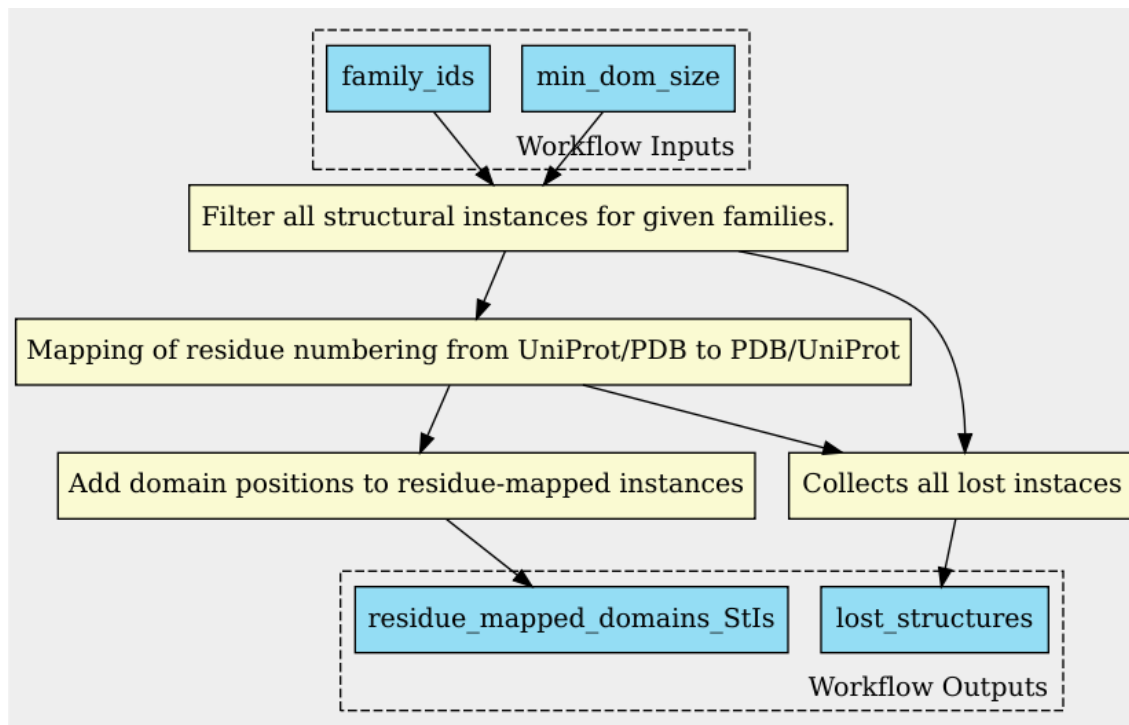 family_ids
min_dom_size
Workflow Inputs
Filter all structural instances for given families.
Mapping of residue numbering from UniProt/PDB to PDB/UniProt
Add domain positions to residue-mapped instances
Collects all lost instaces
residue_mapped_domains_StIs
lost_structures
Workflow Outputs